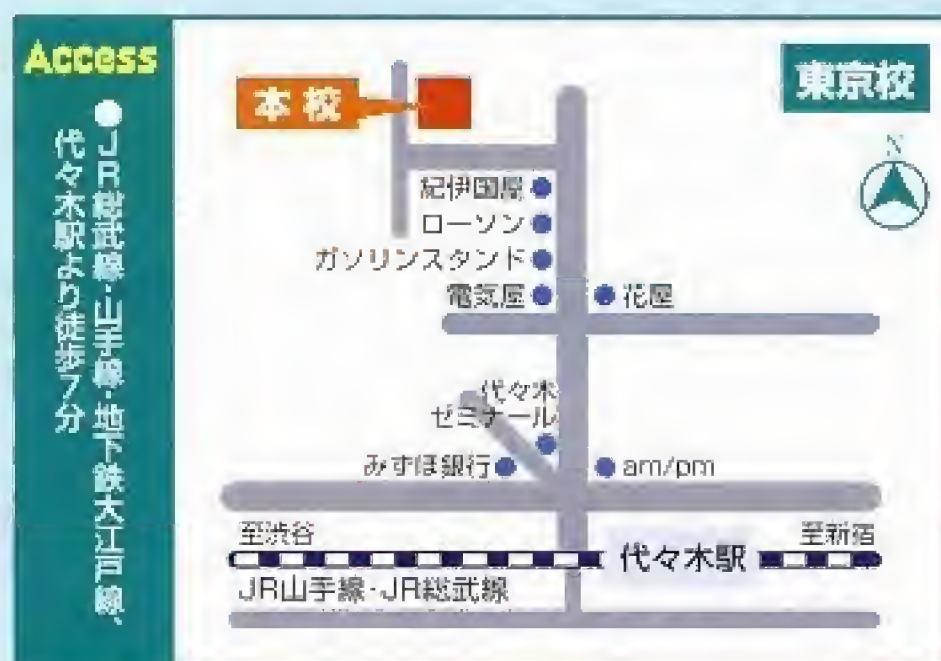 Access
●JR総武線・山手線・地下鉄大江戸線、
代々木駅より徒歩7分
東京校
本校
N
紀伊国屋
ローソン
ガソリンスタンド
電気屋
花屋
代々木
ゼミナール
みずほ銀行
am/pm
至渋谷
至新宿
代々木駅
JR山手線・JR総武線